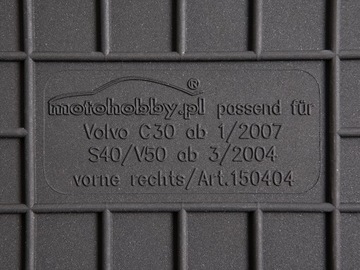 motohobby.pl® passend für
Volvo C30 ab 1/2007
S40/V50 ab 3/2004
vorne rechts/Art.150404